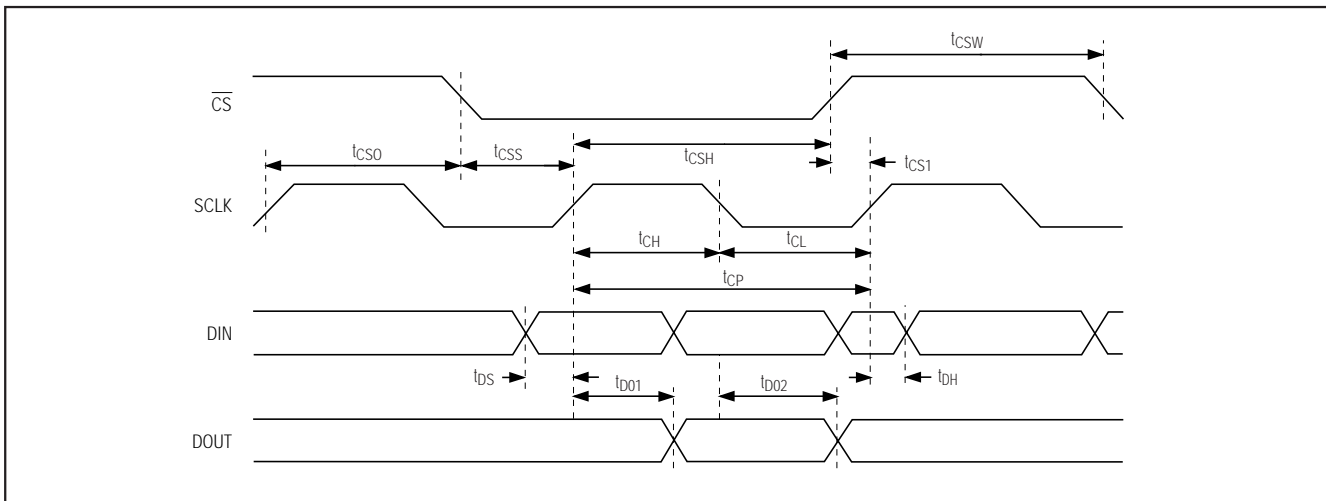 tCSW
CS
tCSO tCSS tCSH tCS1
SCLK
tCH tCL
tCP
DIN
tDS tD01 tD02 tDH
DOUT